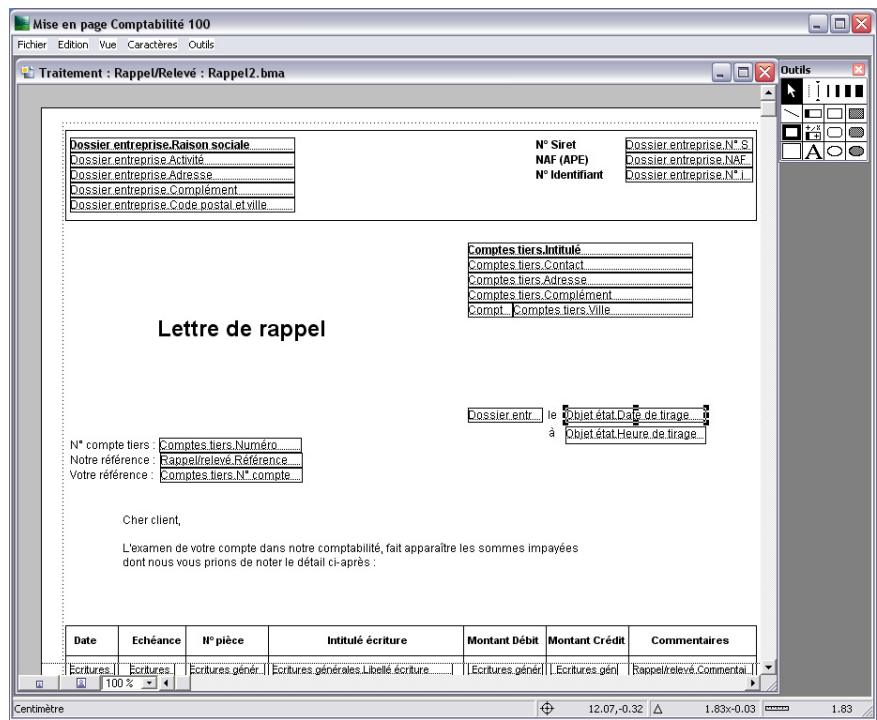 Mise en page Comptabilité 100
Fichier Edition Vue Caractères Outils
Traitement : Rappel/Relevé : Rappel2.bma
Outils
Dossier entreprise.Raison sociale
Dossier entreprise.Activité
Dossier entreprise.Adresse
Dossier entreprise.Complément
Dossier entreprise.Code postal et ville
N° Siret Dossier entreprise.N° S
NAF (APE) Dossier entreprise.NAF
N° Identifiant Dossier entreprise.N° i
Comptes tiers.Intitulé
Comptes tiers.Contact
Comptes tiers.Adresse
Comptes tiers.Complément
Compt Comptes tiers.Ville
Lettre de rappel
Dossier entr le Objet état.Date de tirage
à Objet état.Heure de tirage
N° compte tiers : Comptes tiers.Numéro
Notre référence : Rappel/relevé.Référence
Votre référence : Comptes tiers.N° compte
Cher client,
L'examen de votre compte dans notre comptabilité, fait apparaître les sommes impayées
dont nous vous prions de noter le détail ci-après :
Date Echéance N° pièce Intitulé écriture Montant Débit Montant Crédit Commentaires
Ecritures Ecritures Ecritures génér Ecritures générales.Libellé écriture Ecritures génér Ecritures gén Rappel/relevé.Commentai
100 %
Centimètre 12.07,-0.32 1.83x-0.03 1.83